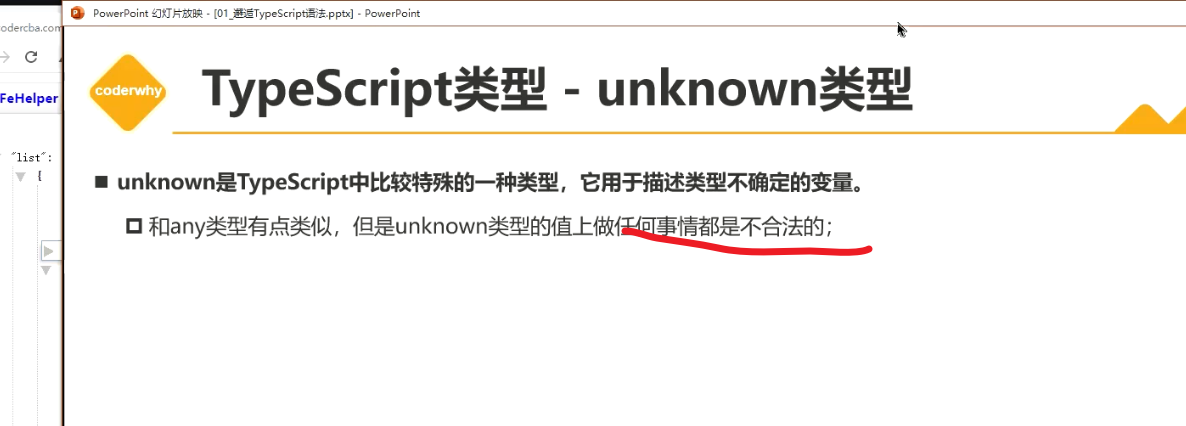 PowerPoint 幻灯片放映 - [01_邂逅TypeScript语法.pptx] - PowerPoint
odercba.com
FeHelper
"list":
{
coderwhy
TypeScript类型 - unknown类型
unknown是TypeScript中比较特殊的一种类型，它用于描述类型不确定的变量。
和any类型有点类似，但是unknown类型的值上做任何事情都是不合法的；